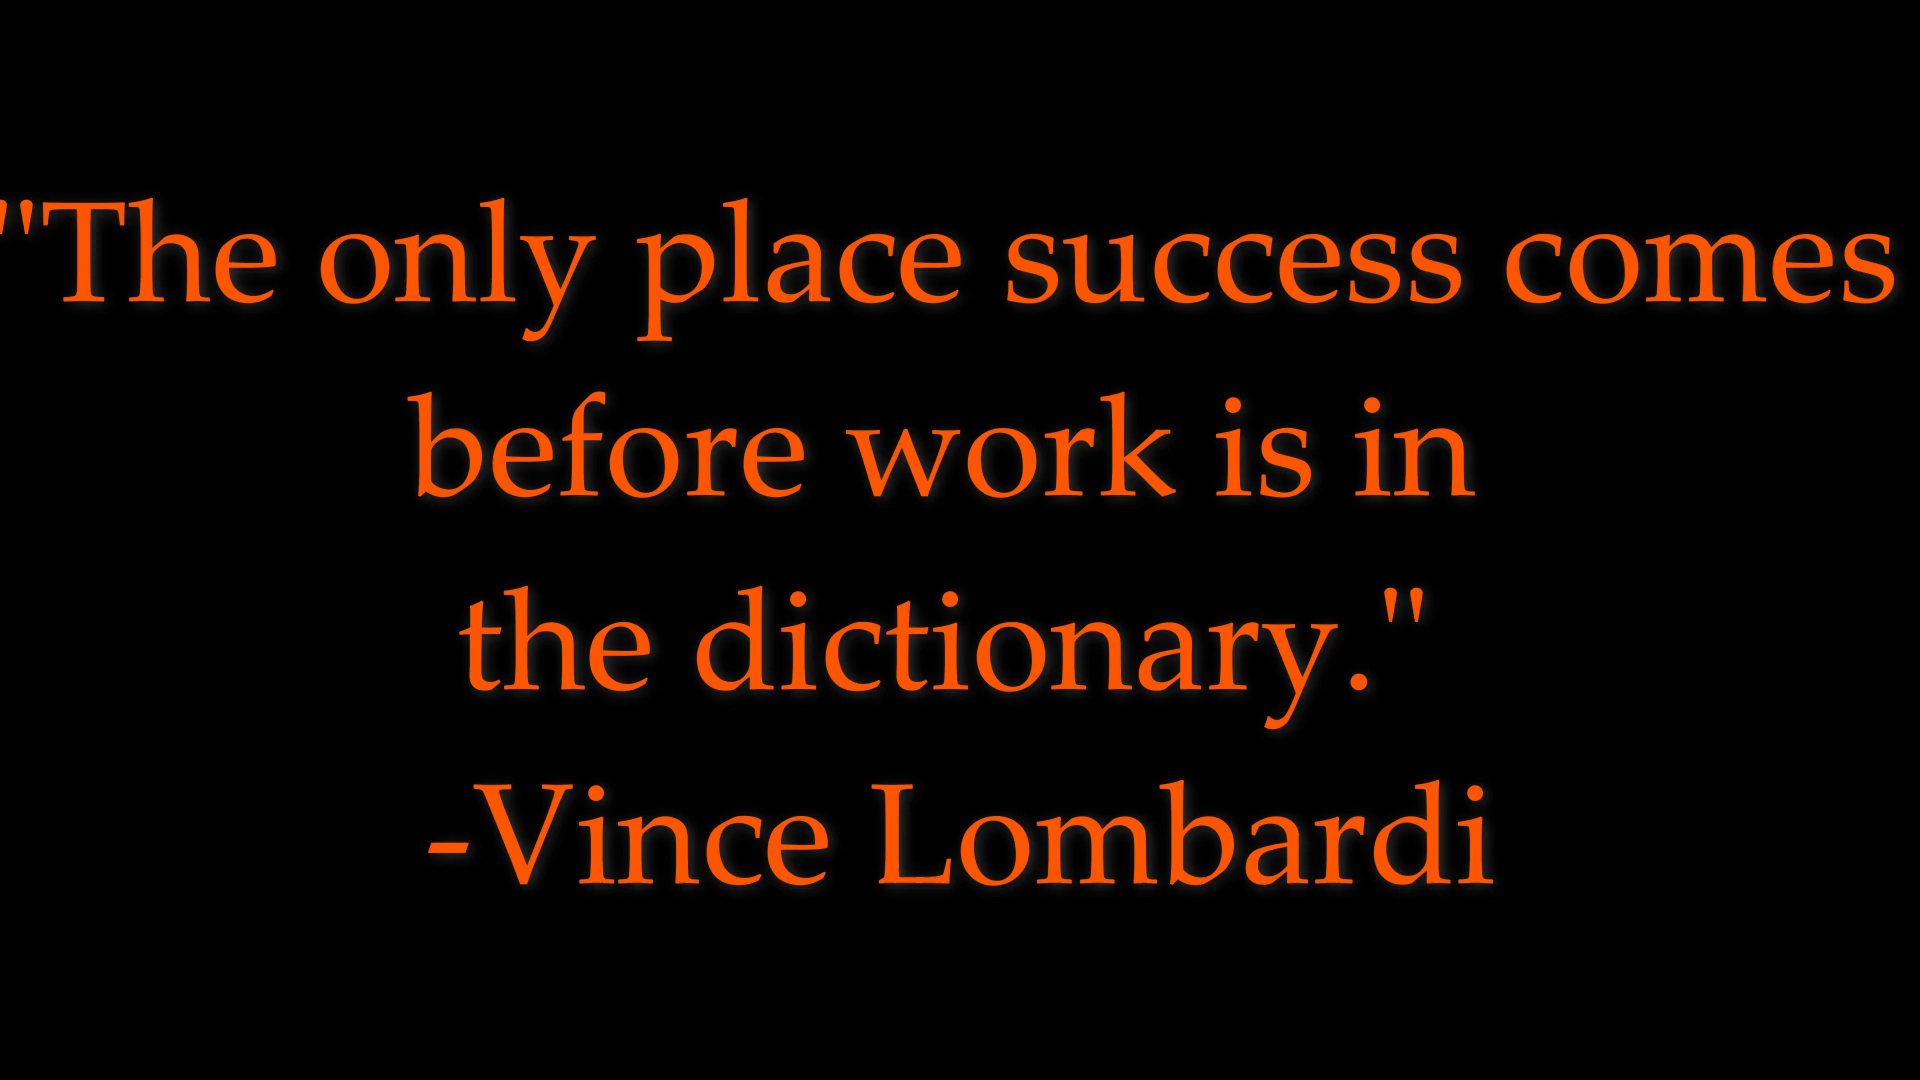 "The only place success comes
before work is in
the dictionary."
-Vince Lombardi